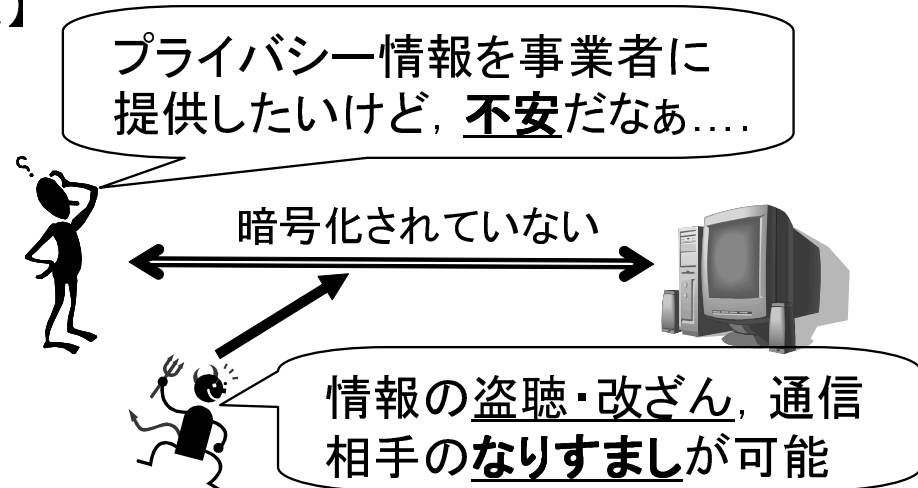 】
プライバシー情報を事業者に
提供したいけど，不安だなぁ....
暗号化されていない
情報の盗聴・改ざん，通信
相手のなりすましが可能